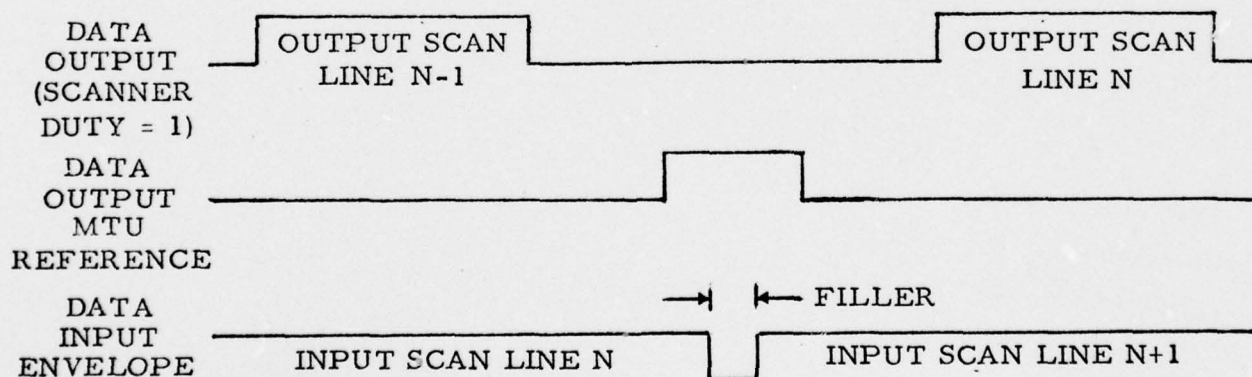 DATA
OUTPUT
(SCANNER
DUTY = 1)
OUTPUT SCAN
LINE N-1
OUTPUT SCAN
LINE N
DATA
OUTPUT
MTU
REFERENCE
FILLER
DATA
INPUT
ENVELOPE
INPUT SCAN LINE N
INPUT SCAN LINE N+1